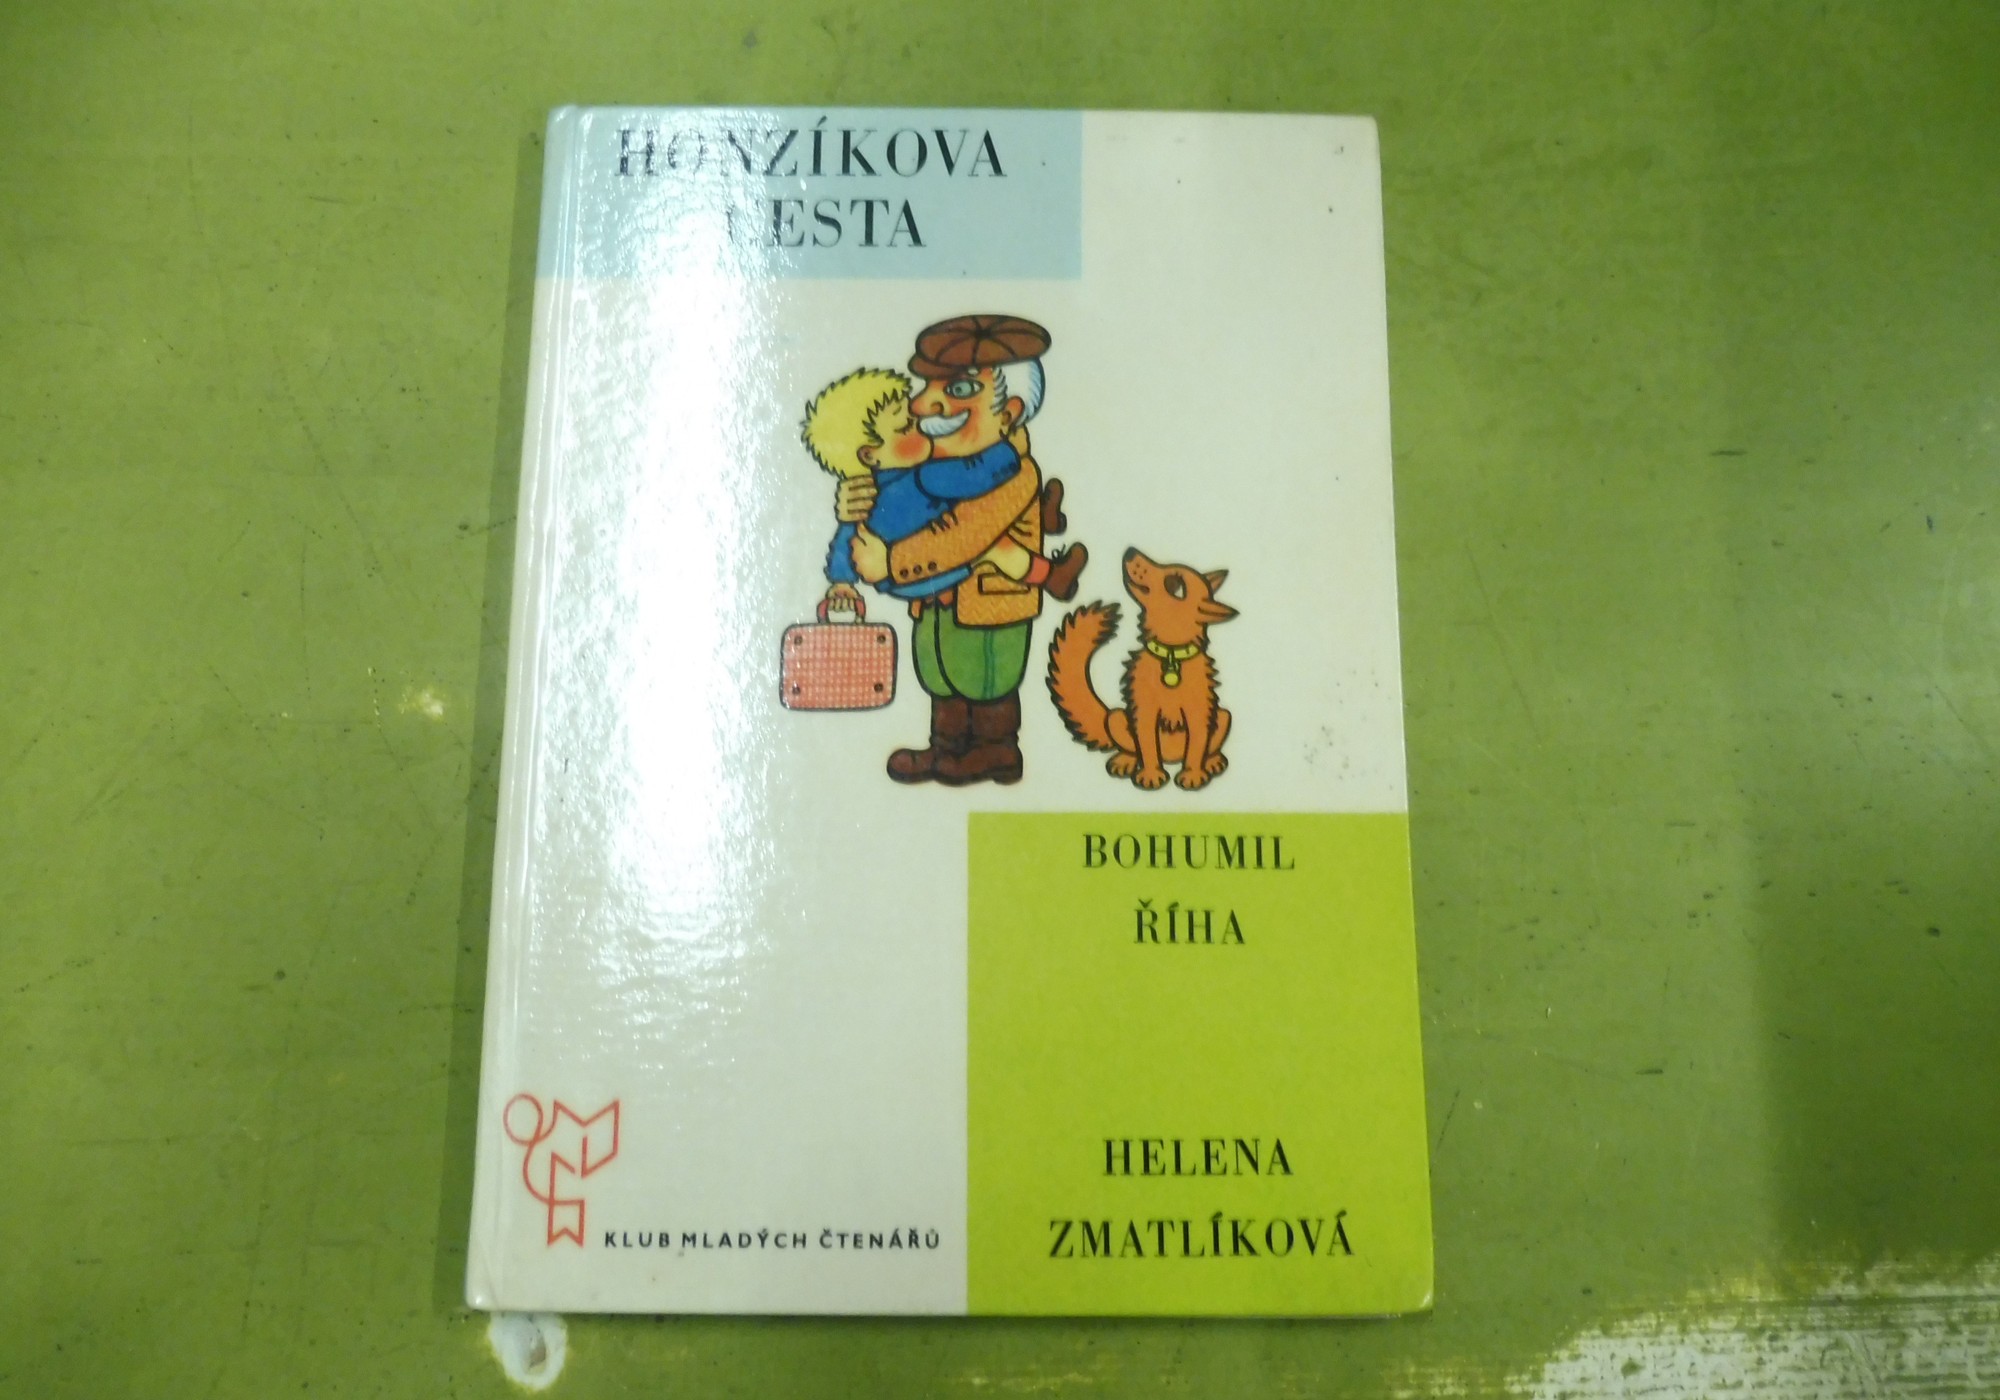 HONZÍKOVA
CESTA
BOHUMIL
ŘÍHA
HELENA
ZMATLÍKOVÁ
KLUB MLADÝCH ČTENÁŘŮ